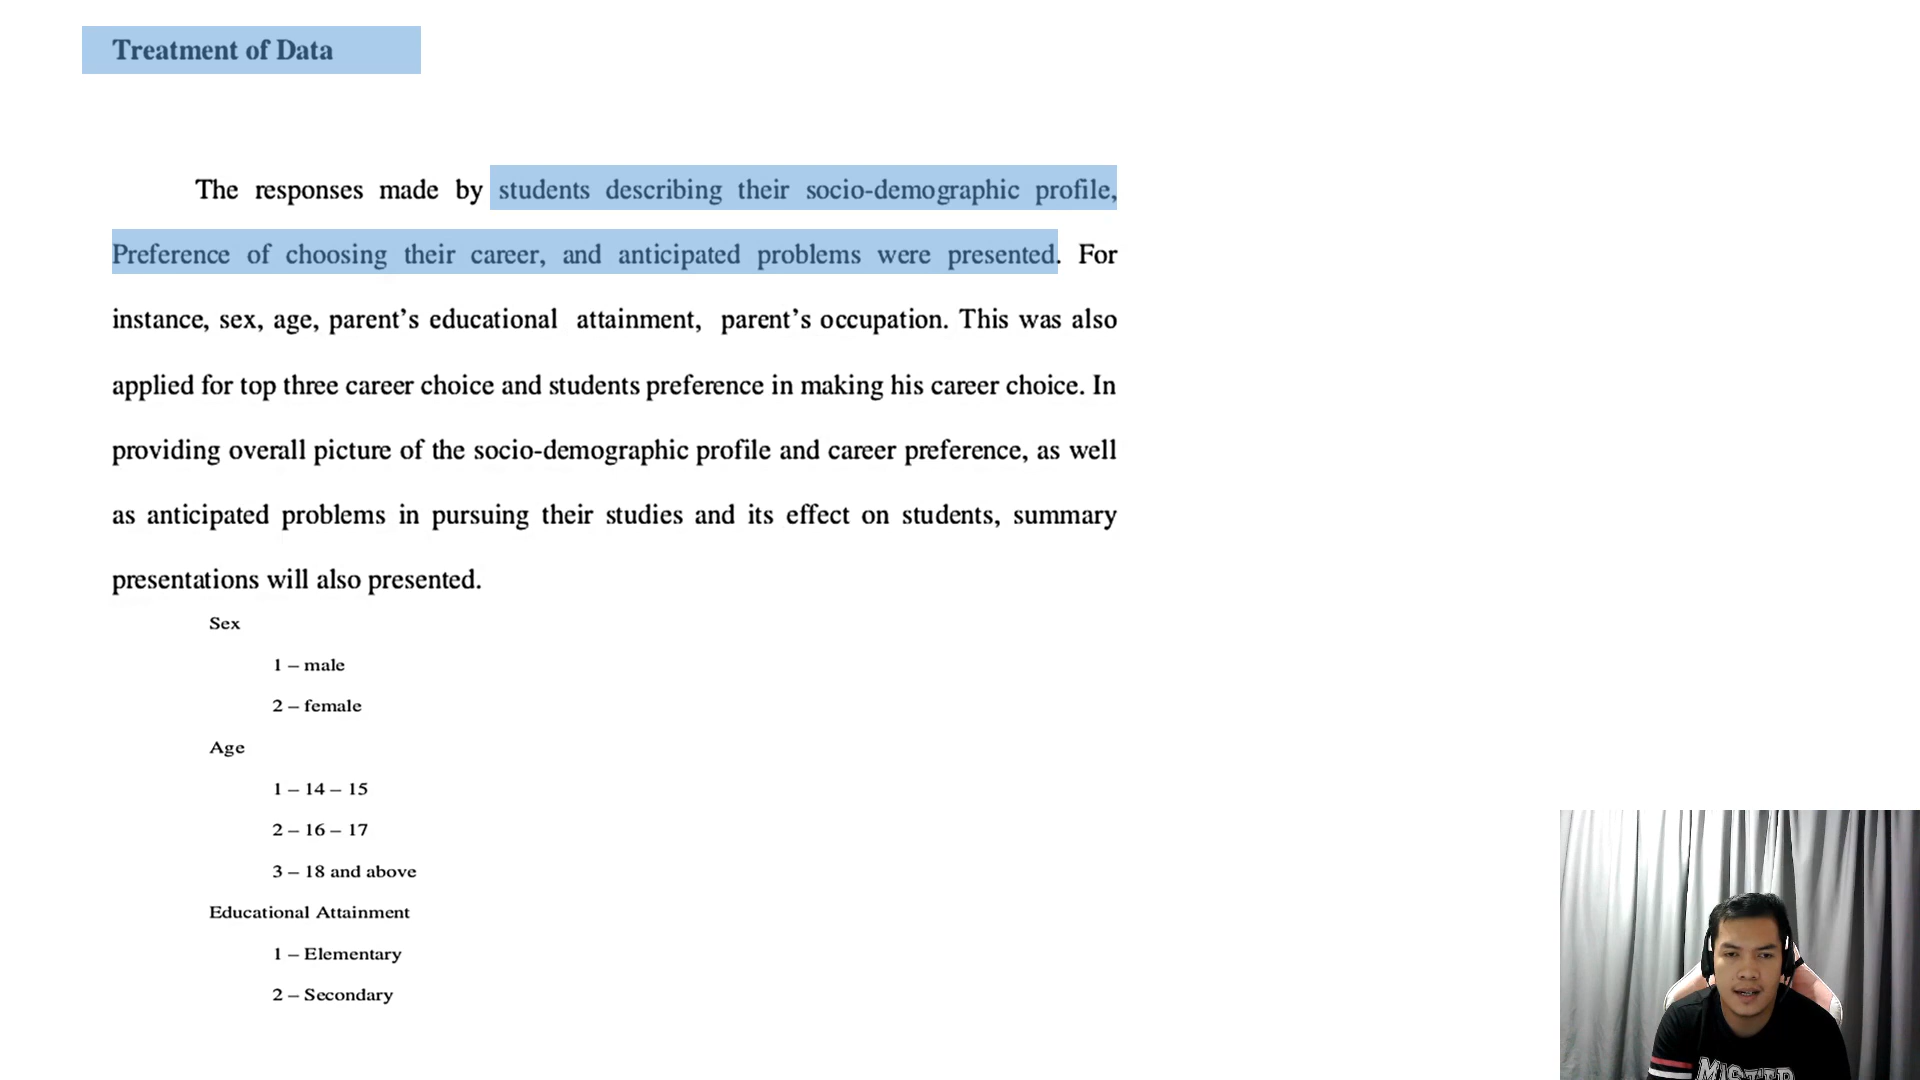 Treatment of Data
The responses made by students describing their socio-demographic profile,
Preference of choosing their career, and anticipated problems were presented. For
instance, sex, age, parent’s educational attainment, parent’s occupation. This was also
applied for top three career choice and students preference in making his career choice. In
providing overall picture of the socio-demographic profile and career preference, as well
as anticipated problems in pursuing their studies and its effect on students, summary
presentations will also presented.
Sex
1 – male
2 – female
Age
1 – 14 – 15
2 – 16 – 17
3 – 18 and above
Educational Attainment
1 – Elementary
2 – Secondary